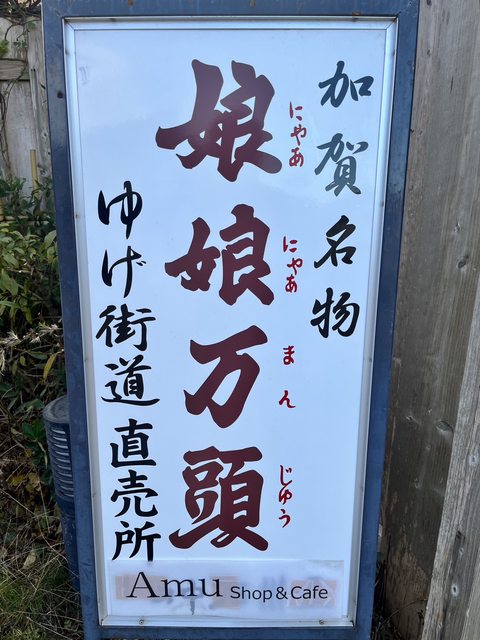 加賀名物
娘娘万頭
にゃあ にゃあ まん じゅう
ゆげ街道直売所
Amu Shop & Cafe